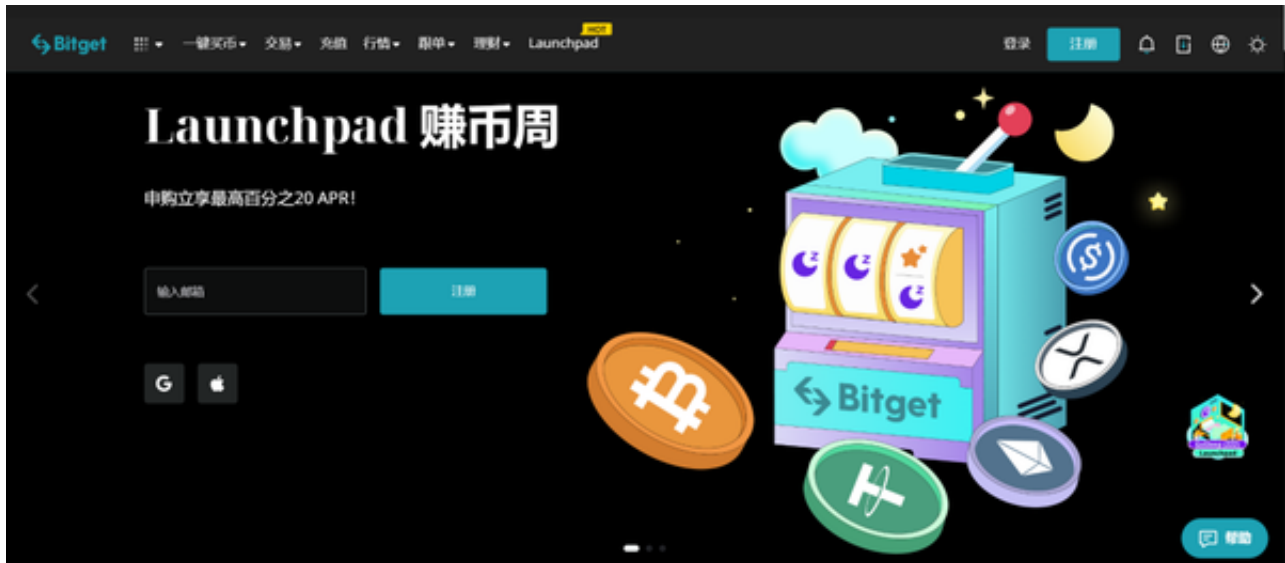 Bitget 一键买币 交易 充值 行情 跟单 理财 Launchpad HOT 登录 注册
Launchpad 赚币周
申购立享最高百分之20 APR!
输入邮箱 注册
G
Bitget
Launchpad
帮助